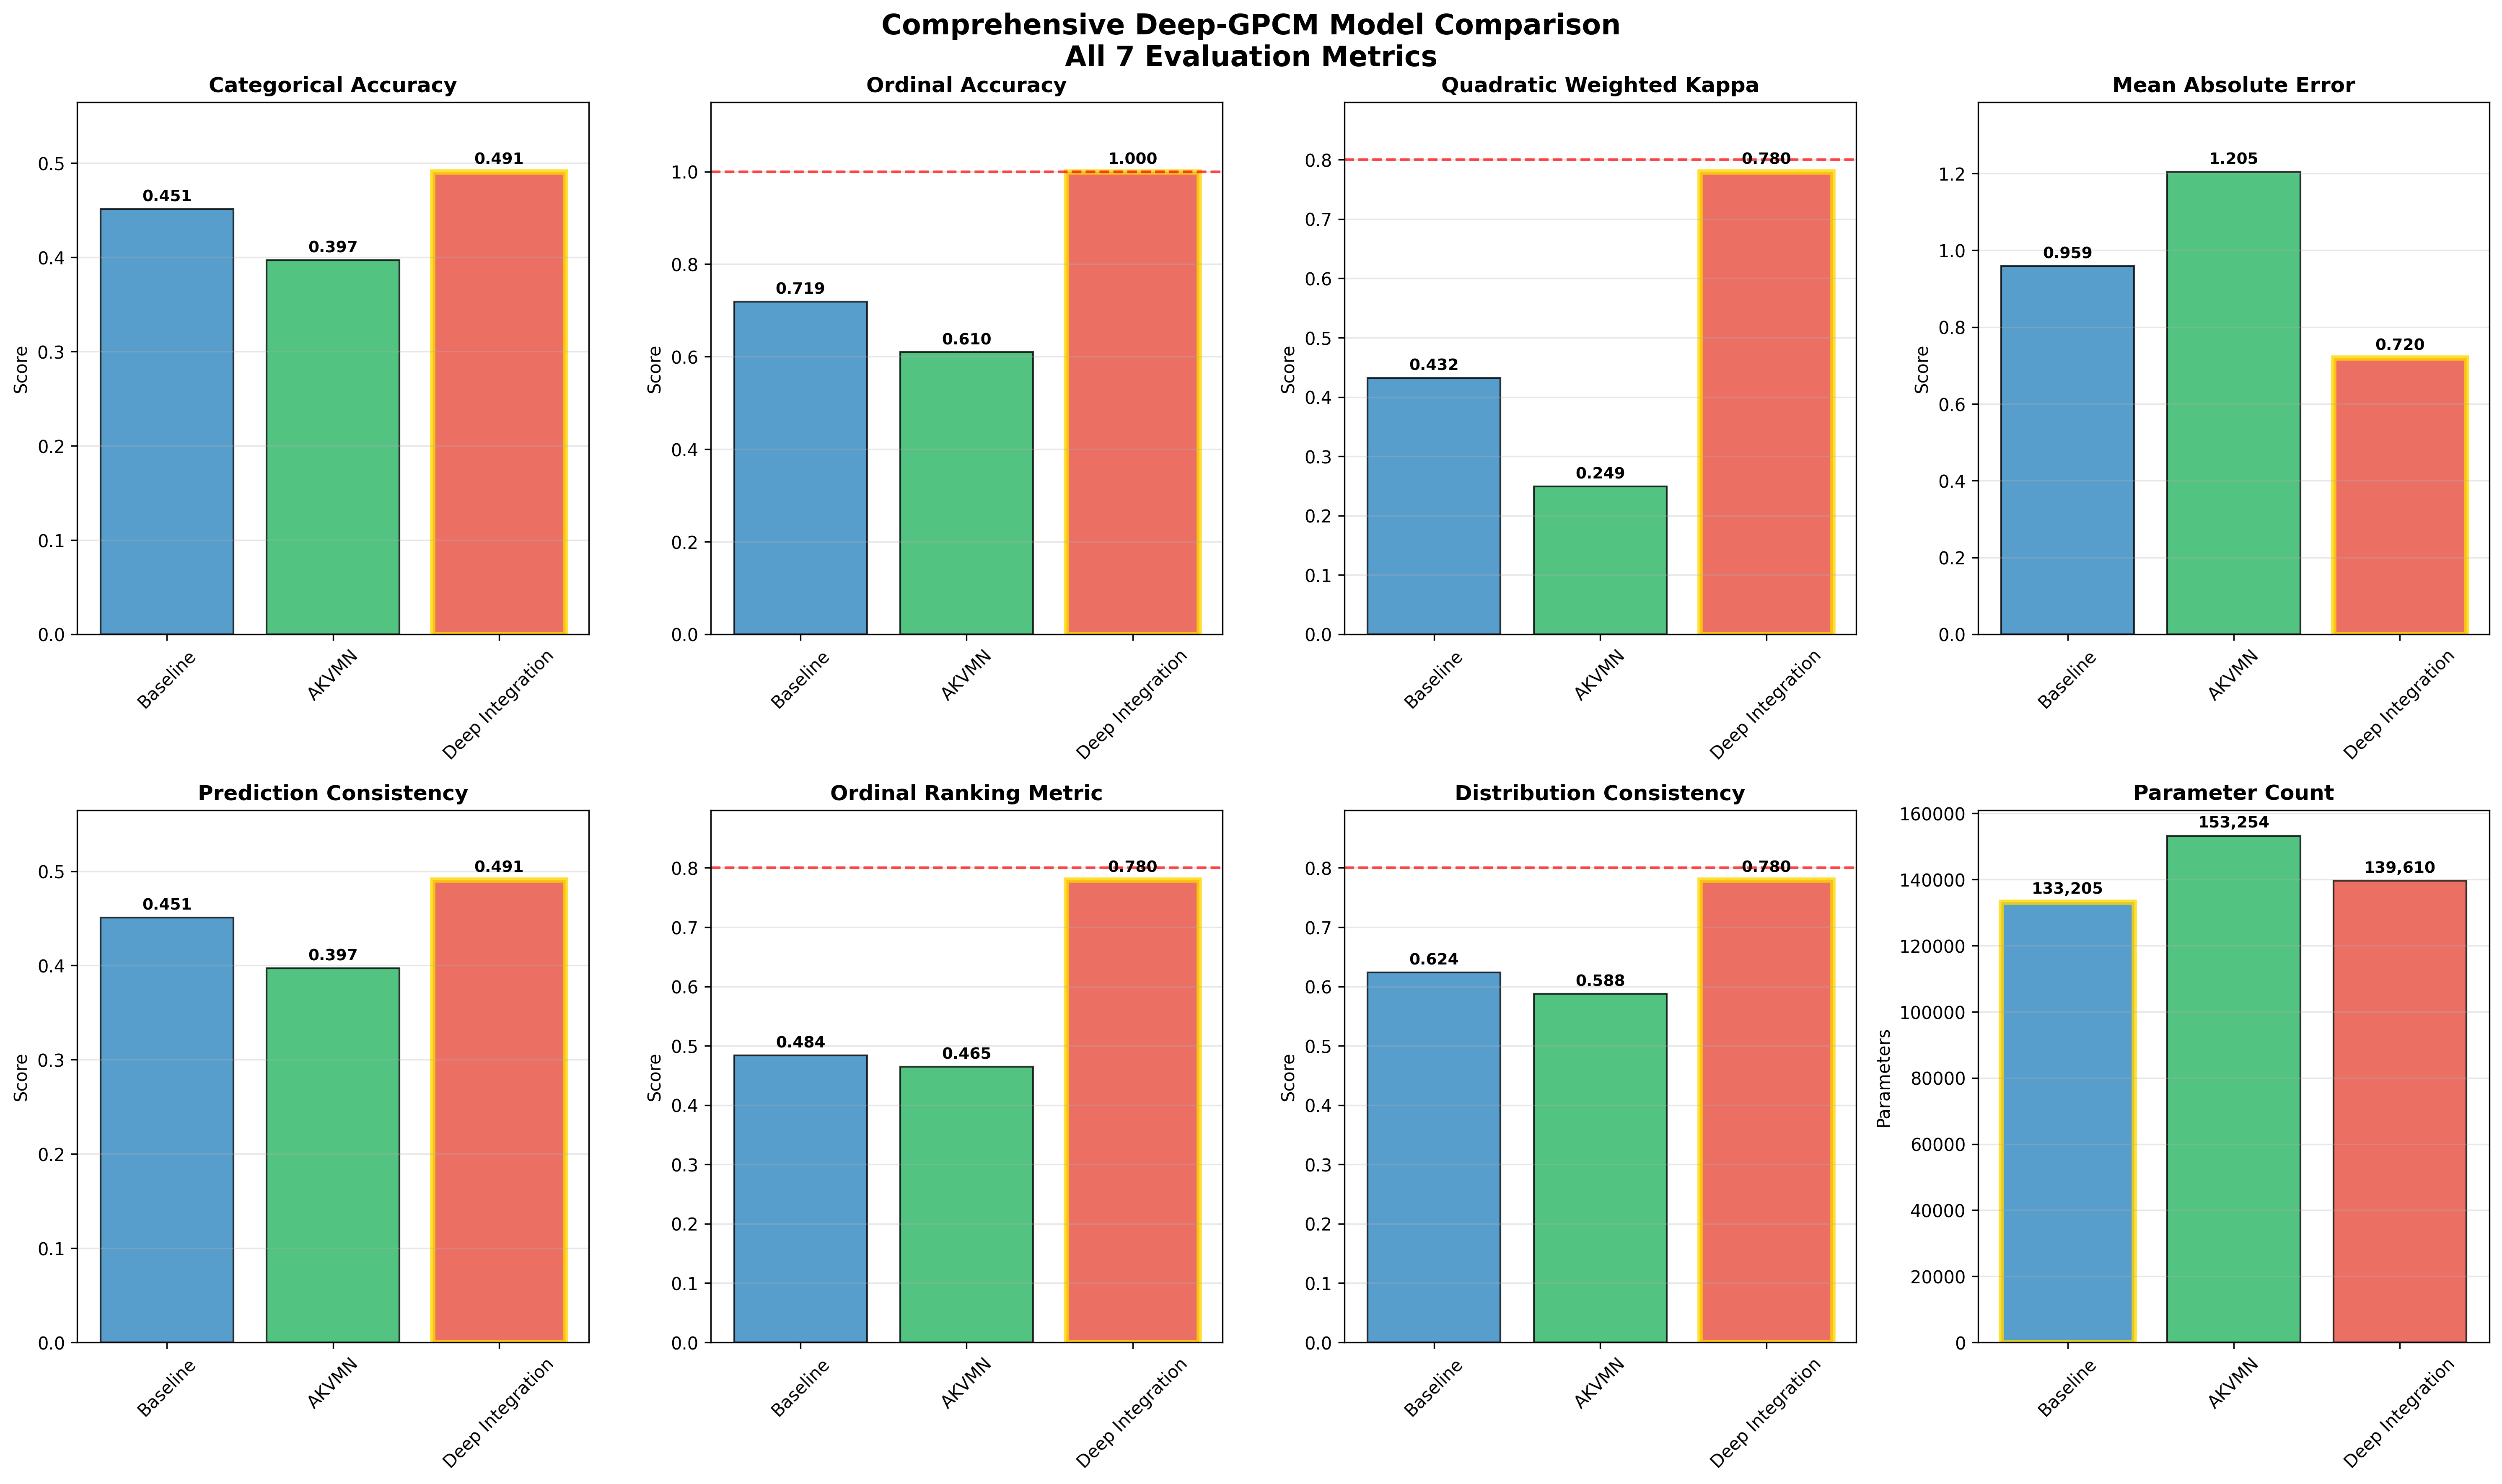 Comprehensive Deep-GPCM Model Comparison
All 7 Evaluation Metrics
Categorical Accuracy
Score
0.5
0.4
0.3
0.2
0.1
0.0
0.451
0.397
0.491
Baseline
AKVMN
Deep Integration
Ordinal Accuracy
Score
1.0
0.8
0.6
0.4
0.2
0.0
0.719
0.610
1.000
Baseline
AKVMN
Deep Integration
Quadratic Weighted Kappa
Score
0.8
0.7
0.6
0.5
0.4
0.3
0.2
0.1
0.0
0.432
0.249
0.780
Baseline
AKVMN
Deep Integration
Mean Absolute Error
Score
1.2
1.0
0.8
0.6
0.4
0.2
0.0
0.959
1.205
0.720
Baseline
AKVMN
Deep Integration
Prediction Consistency
Score
0.5
0.4
0.3
0.2
0.1
0.0
0.451
0.397
0.491
Baseline
AKVMN
Deep Integration
Ordinal Ranking Metric
Score
0.8
0.7
0.6
0.5
0.4
0.3
0.2
0.1
0.0
0.484
0.465
0.780
Baseline
AKVMN
Deep Integration
Distribution Consistency
Score
0.8
0.7
0.6
0.5
0.4
0.3
0.2
0.1
0.0
0.624
0.588
0.780
Baseline
AKVMN
Deep Integration
Parameter Count
Parameters
160000
140000
120000
100000
80000
60000
40000
20000
0
133,205
153,254
139,610
Baseline
AKVMN
Deep Integration